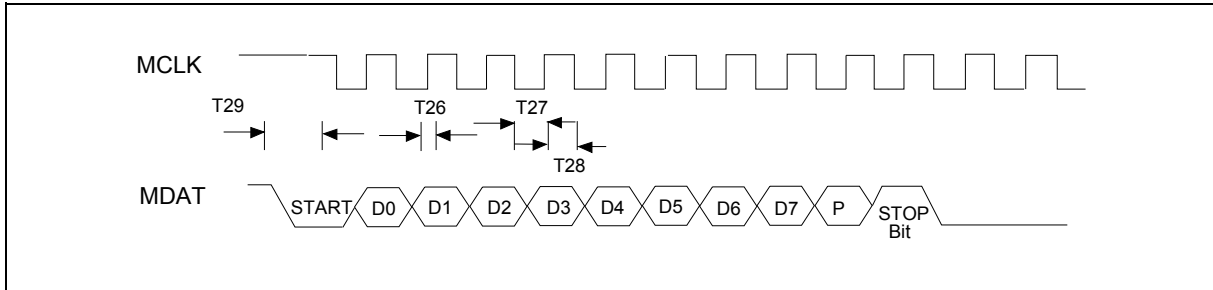 MCLK
T29
T26
T27
T28
MDAT
START D0 D1 D2 D3 D4 D5 D6 D7 P STOP
Bit